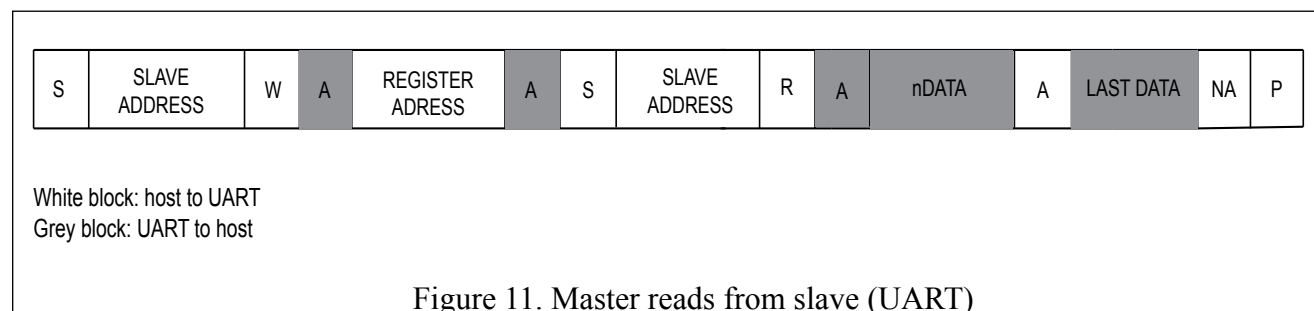 S SLAVE ADDRESS W A REGISTER ADRESS A S SLAVE ADDRESS R A nDATA A LAST DATA NA P
White block: host to UART
Grey block: UART to host
Figure 11. Master reads from slave (UART)